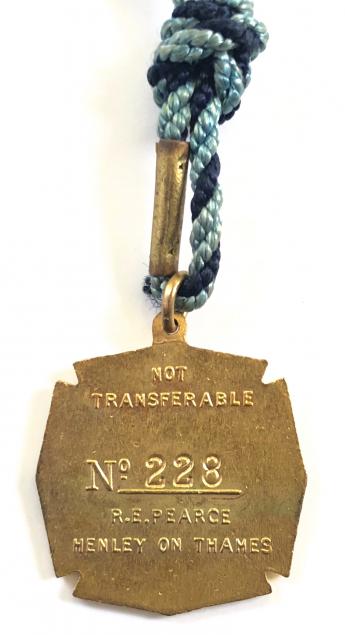 NOT
TRANSFERABLE
Nº 228
R.E.PEARCE
HENLEY ON THAMES